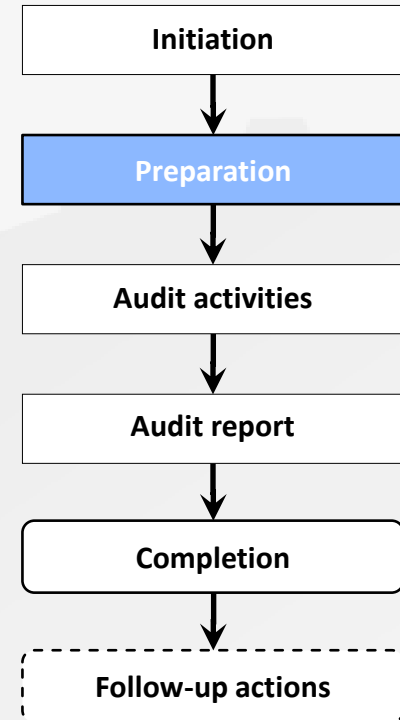 Initiation
Preparation
Audit activities
Audit report
Completion
Follow-up actions